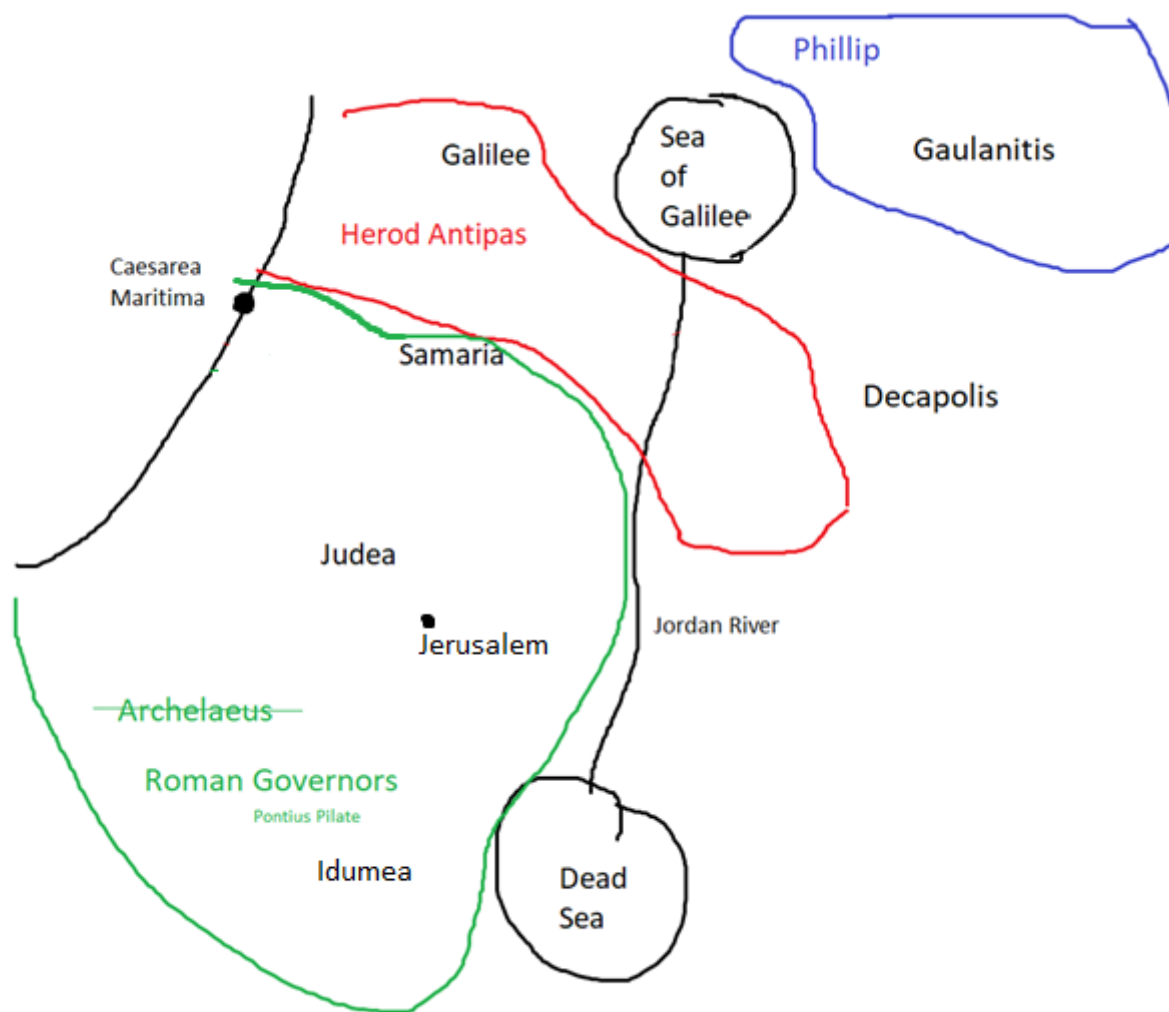 Phillip
Sea
of
Galilee
Galilee
Gaulanitis
Herod Antipas
Caesarea
Maritima
Samaria
Decapolis
Judea
Jerusalem
Jordan River
Archelaeus
Roman Governors
Pontius Pilate
Idumea
Dead
Sea